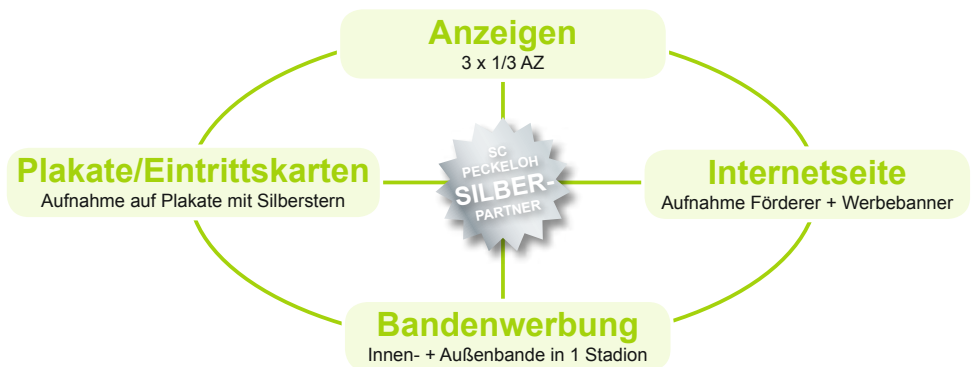 Anzeigen
3 x 1/3 AZ
Plakate/Eintrittskarten
Aufnahme auf Plakate mit Silberstern
SC
PECKELOH
SILBER-
PARTNER
Internetseite
Aufnahme Förderer + Werbebanner
Bandenwerbung
Innen- + Außenbande in 1 Stadion